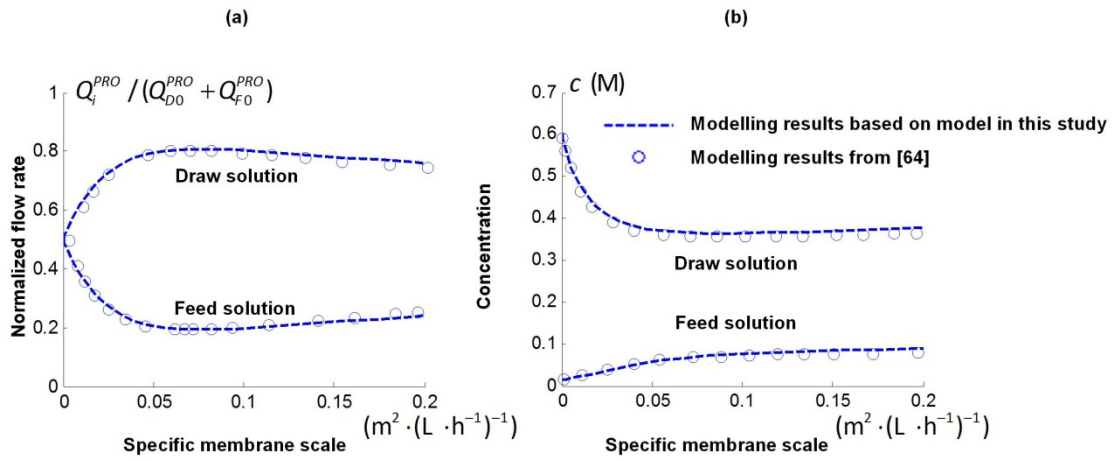 (a)
Q_i^{PRO} / (Q_{D0}^{PRO} + Q_{F0}^{PRO})
1
0.8
0.6
0.4
0.2
0
Normalized flow rate
Draw solution
Feed solution
0 0.05 0.1 0.15 0.2
(m² · (L · h⁻¹)⁻¹)
Specific membrane scale
(b)
c (M)
0.7
0.6
0.5
0.4
0.3
0.2
0.1
0
Concentration
Modelling results based on model in this study
Modelling results from [64]
Draw solution
Feed solution
0 0.05 0.1 0.15 0.2
(m² · (L · h⁻¹)⁻¹)
Specific membrane scale